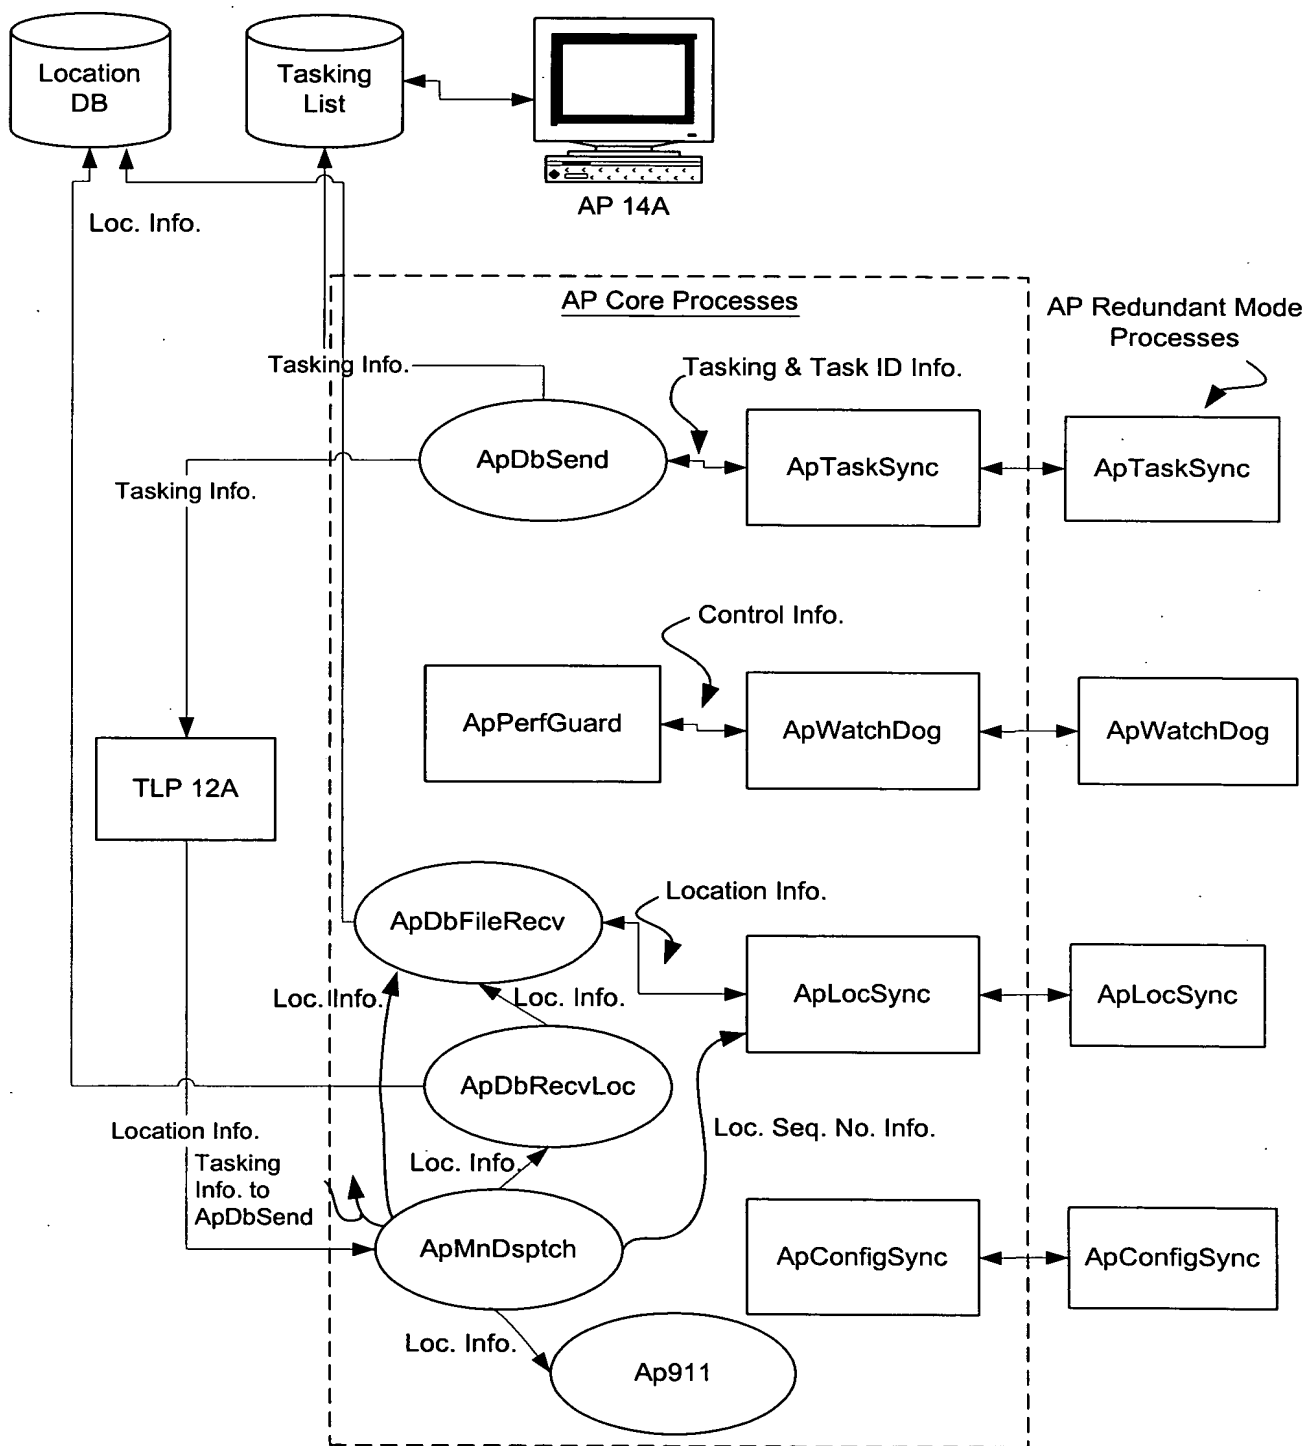 Location
DB
Tasking
List
AP 14A
Loc. Info.
AP Core Processes
AP Redundant Mode
Processes
Tasking Info.
Tasking & Task ID Info.
ApDbSend
ApTaskSync
ApTaskSync
Tasking Info.
Control Info.
ApPerfGuard
ApWatchDog
ApWatchDog
TLP 12A
Location Info.
ApDbFileRecv
Loc. Info.
Loc. Info.
ApLocSync
ApLocSync
ApDbRecvLoc
Location Info.
Loc. Seq. No. Info.
Tasking
Info. to
ApDbSend
Loc. Info.
ApMnDsptch
ApConfigSync
ApConfigSync
Loc. Info.
Ap911